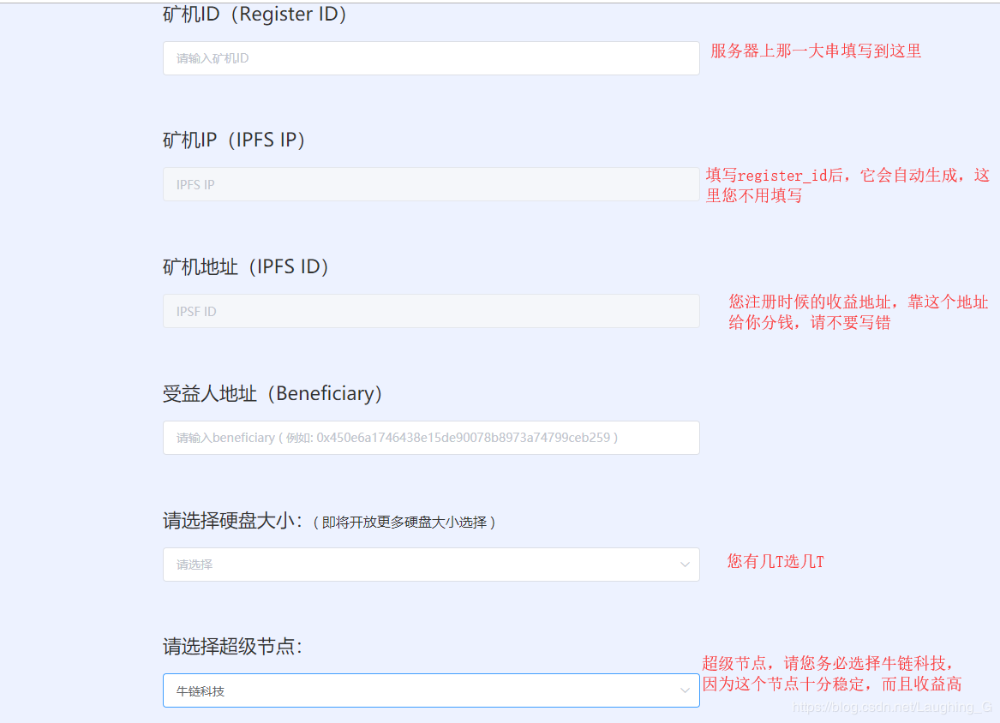 矿机ID（Register ID）
请输入矿机ID
服务器上那一大串填写到这里
矿机IP（IPFS IP）
IPFS IP
填写register_id后，它会自动生成，这
里您不用填写
矿机地址（IPFS ID）
IPSF ID
您注册时候的收益地址，靠这个地址
给你分钱，请不要写错
受益人地址（Beneficiary）
请输入beneficiary ( 例如: 0x450e6a1746438e15de90078b8973a74799ceb259 )
请选择硬盘大小：( 即将开放更多硬盘大小选择 )
请选择
您有几T选几T
请选择超级节点：
牛链科技
超级节点，请您务必选择牛链科技，
因为这个节点十分稳定，而且收益高
https://blog.csdn.net/Laughing_G